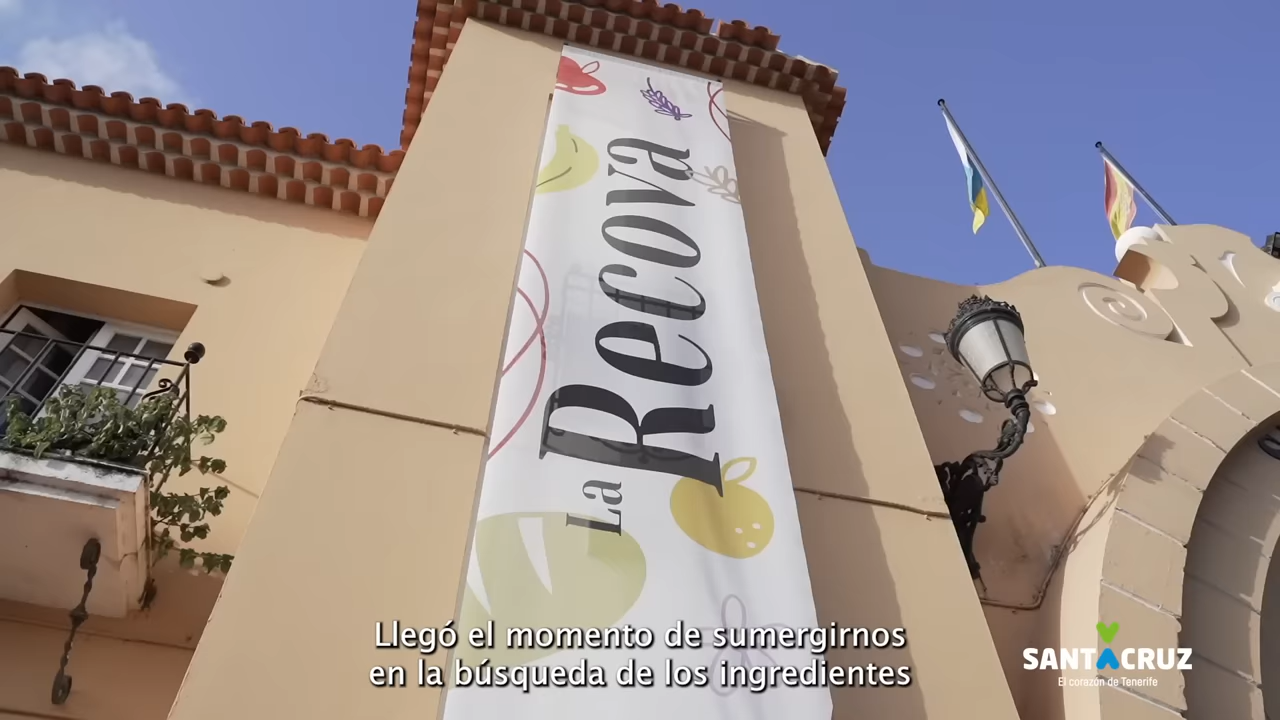 La Recova
Llegó el momento de sumergirnos
en la búsqueda de los ingredientes
SANTACRUZ
El corazón de Tenerife